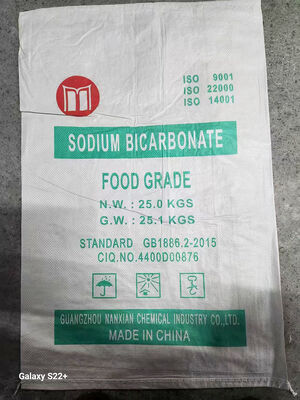 ISO 9001
ISO 22000
ISO 14001
SODIUM BICARBONATE
FOOD GRADE
N.W. : 25.0 KGS
G.W. : 25.1 KGS
STANDARD GB1886.2-2015
CIQ.NO.4400D00876
GUANGZHOU NANXIAN CHEMICAL INDUSTRY CO.,LTD.
MADE IN CHINA
Galaxy S22+